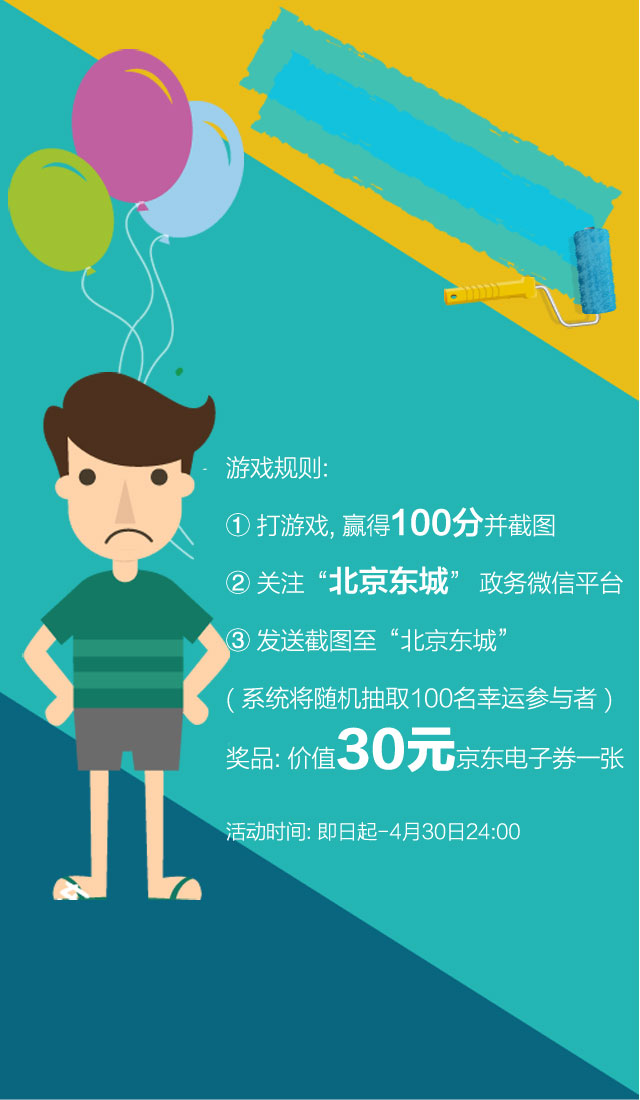 游戏规则:
① 打游戏, 赢得100分并截图
② 关注“北京东城” 政务微信平台
③ 发送截图至“北京东城”
( 系统将随机抽取100名幸运参与者 )
奖品: 价值30元京东电子券一张
活动时间: 即日起-4月30日24:00